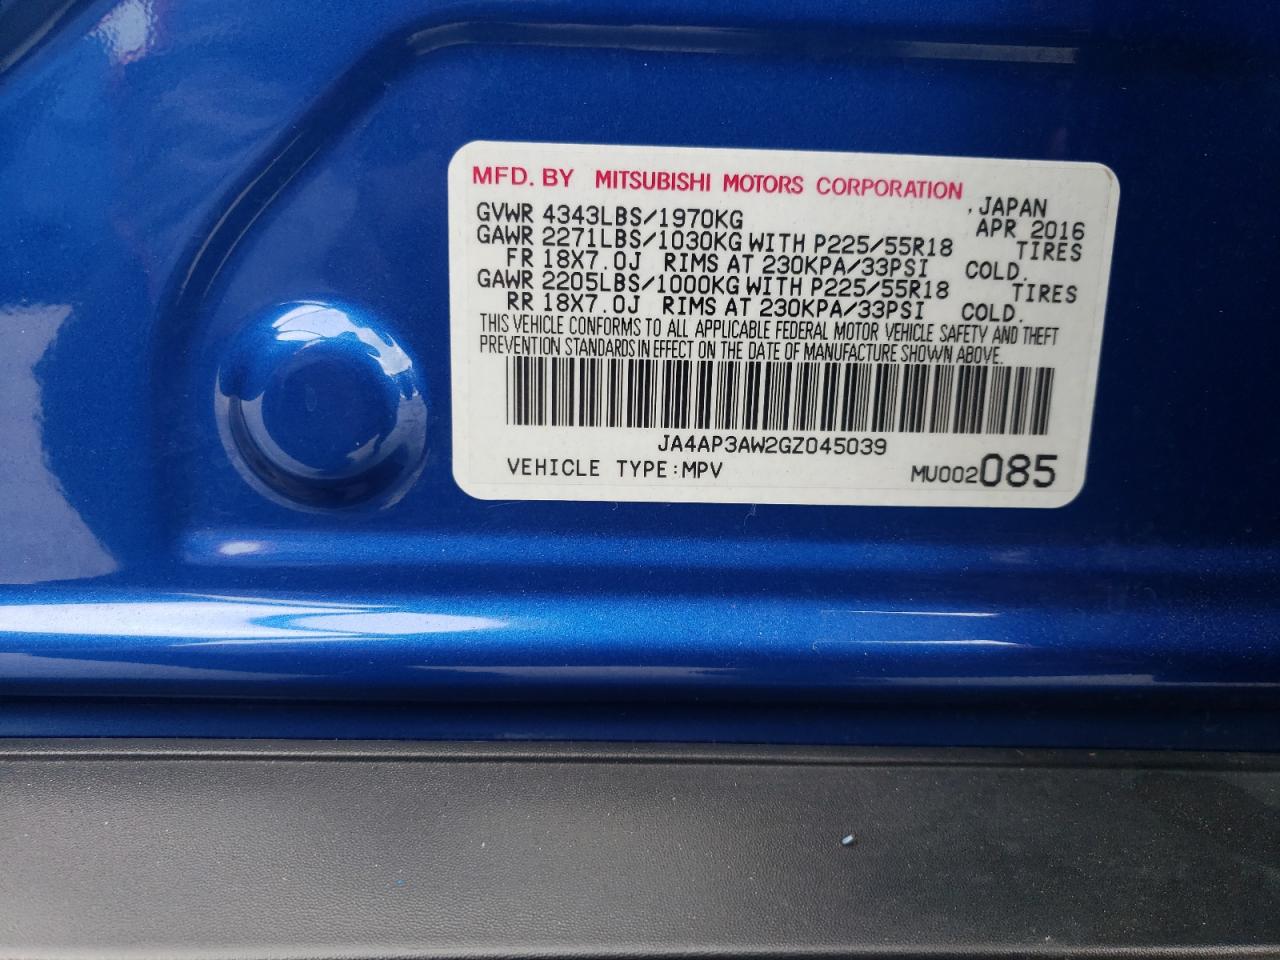 MFD. BY MITSUBISHI MOTORS CORPORATION , JAPAN
GVWR 4343LBS/1970KG APR 2016
GAWR 2271LBS/1030KG WITH P225/55R18 TIRES
FR 18X7.0J RIMS AT 230KPA/33PSI COLD.
GAWR 2205LBS/1000KG WITH P225/55R18 TIRES
RR 18X7.0J RIMS AT 230KPA/33PSI COLD.
THIS VEHICLE CONFORMS TO ALL APPLICABLE FEDERAL MOTOR VEHICLE SAFETY AND THEFT
PREVENTION STANDARDS IN EFFECT ON THE DATE OF MANUFACTURE SHOWN ABOVE.
JA4AP3AW2GZ045039
VEHICLE TYPE:MPV MU002085